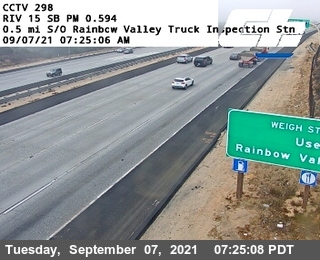 CCTV 298
RIV 15 SB PM 0.594
0.5 mi S/O Rainbow Valley Truck Inspection Stn
09/07/21 07:25:06 AM
WEIGH ST
Use
Rainbow Val
Tuesday, September 07, 2021 07:25:08 PDT